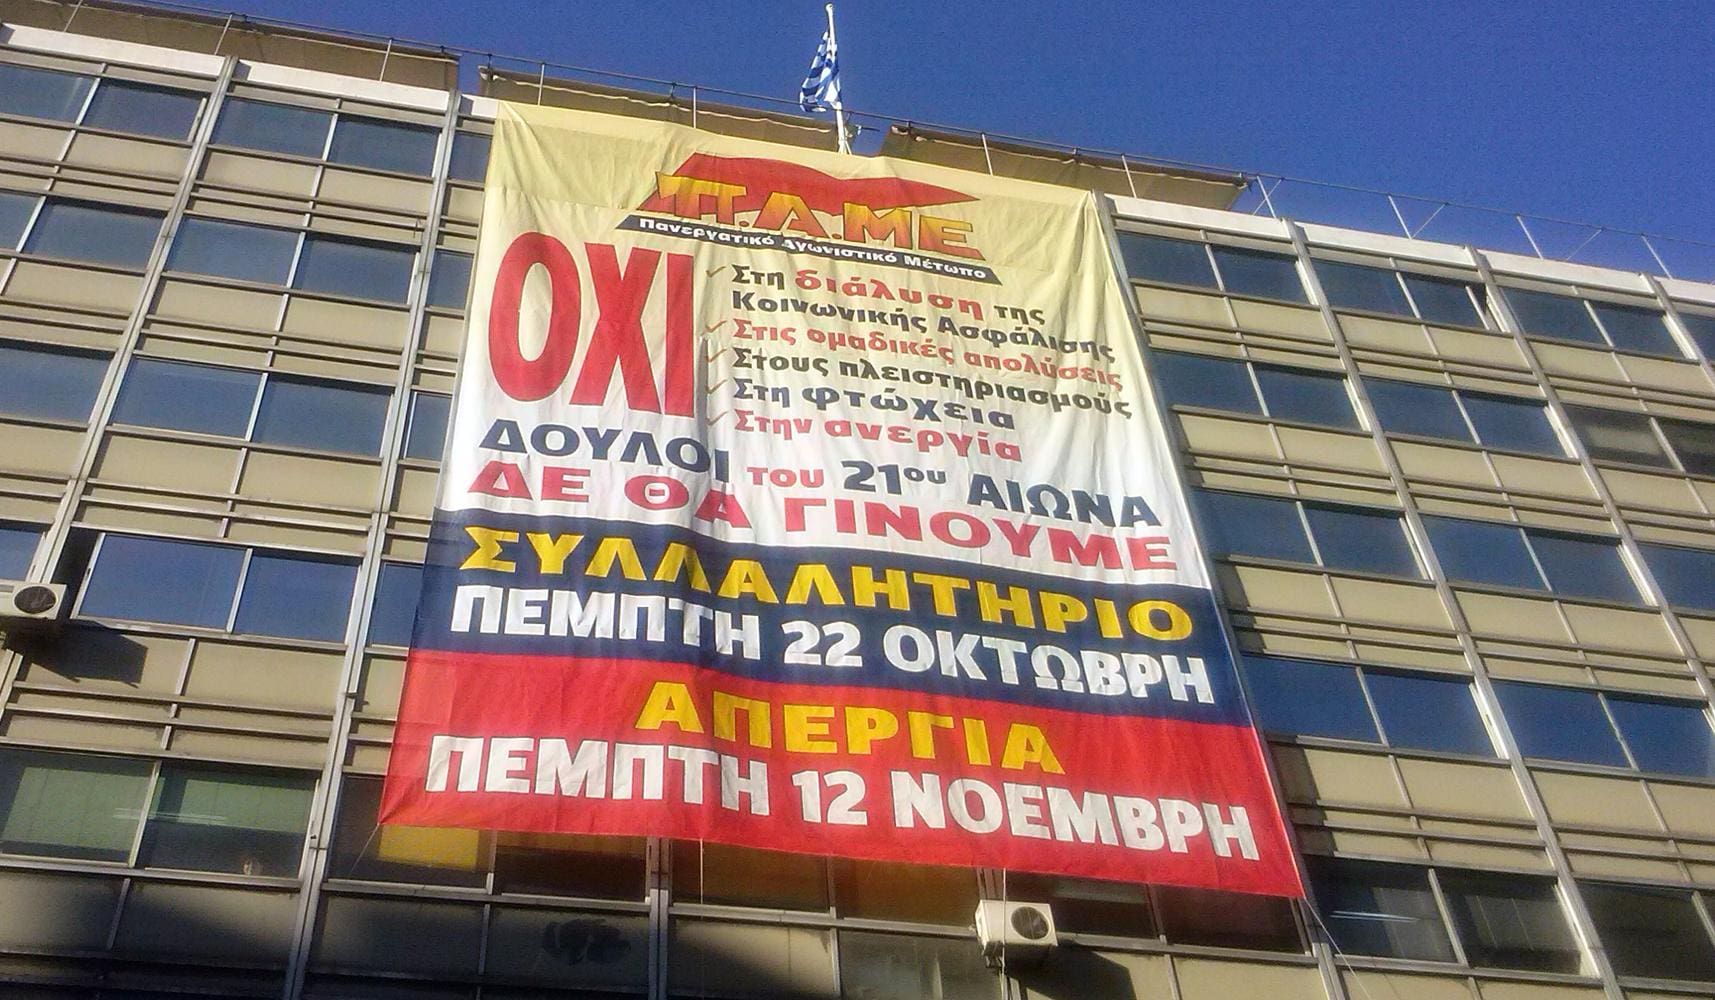 Π.Α.ΜΕ
Πανεργατικό Αγωνιστικό Μέτωπο
ΟΧΙ
Στη διάλυση της
Κοινωνικής Ασφάλισης
Στις ομαδικές απολύσεις
Στους πλειστηριασμούς
Στη φτώχεια
Στην ανεργία
ΔΟΥΛΟΙ του 21ου ΑΙΩΝΑ
ΔΕ ΘΑ ΓΙΝΟΥΜΕ
ΣΥΛΛΑΛΗΤΗΡΙΟ
ΠΕΜΠΤΗ 22 ΟΚΤΩΒΡΗ
ΑΠΕΡΓΙΑ
ΠΕΜΠΤΗ 12 ΝΟΕΜΒΡΗ